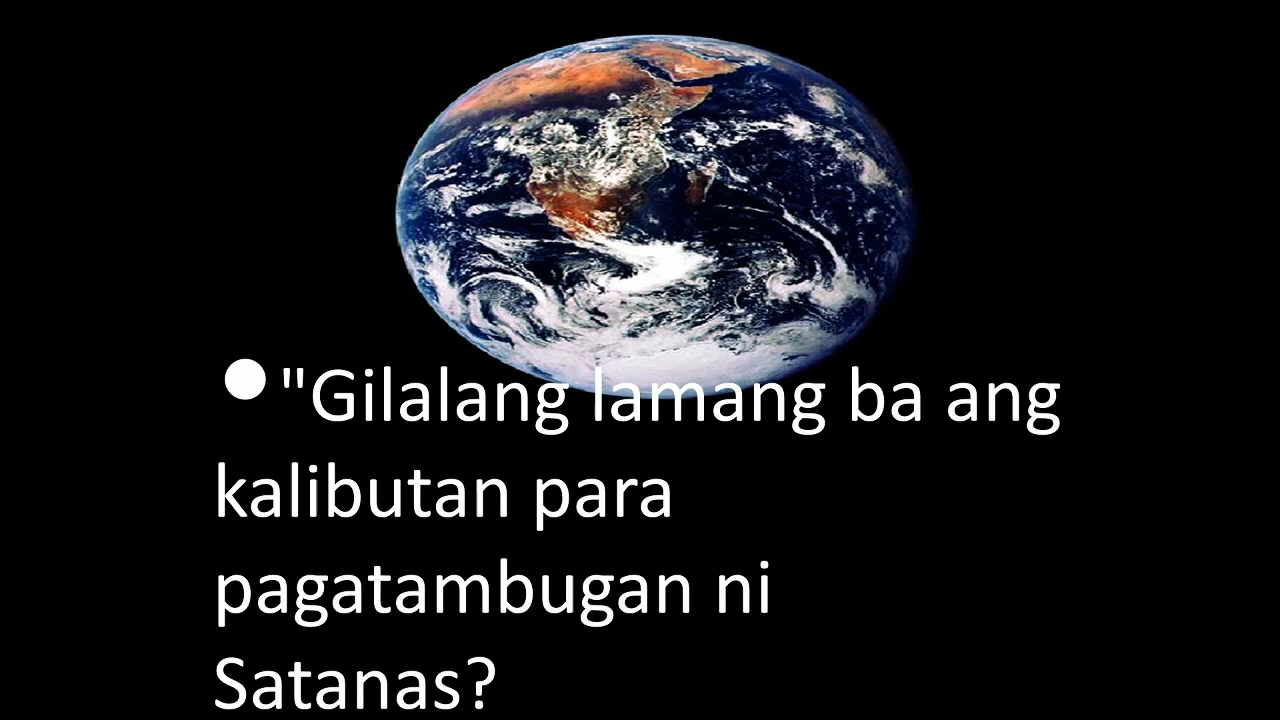 •"Gilalang lamang ba ang
kalibutan para
pagatambugan ni
Satanas?